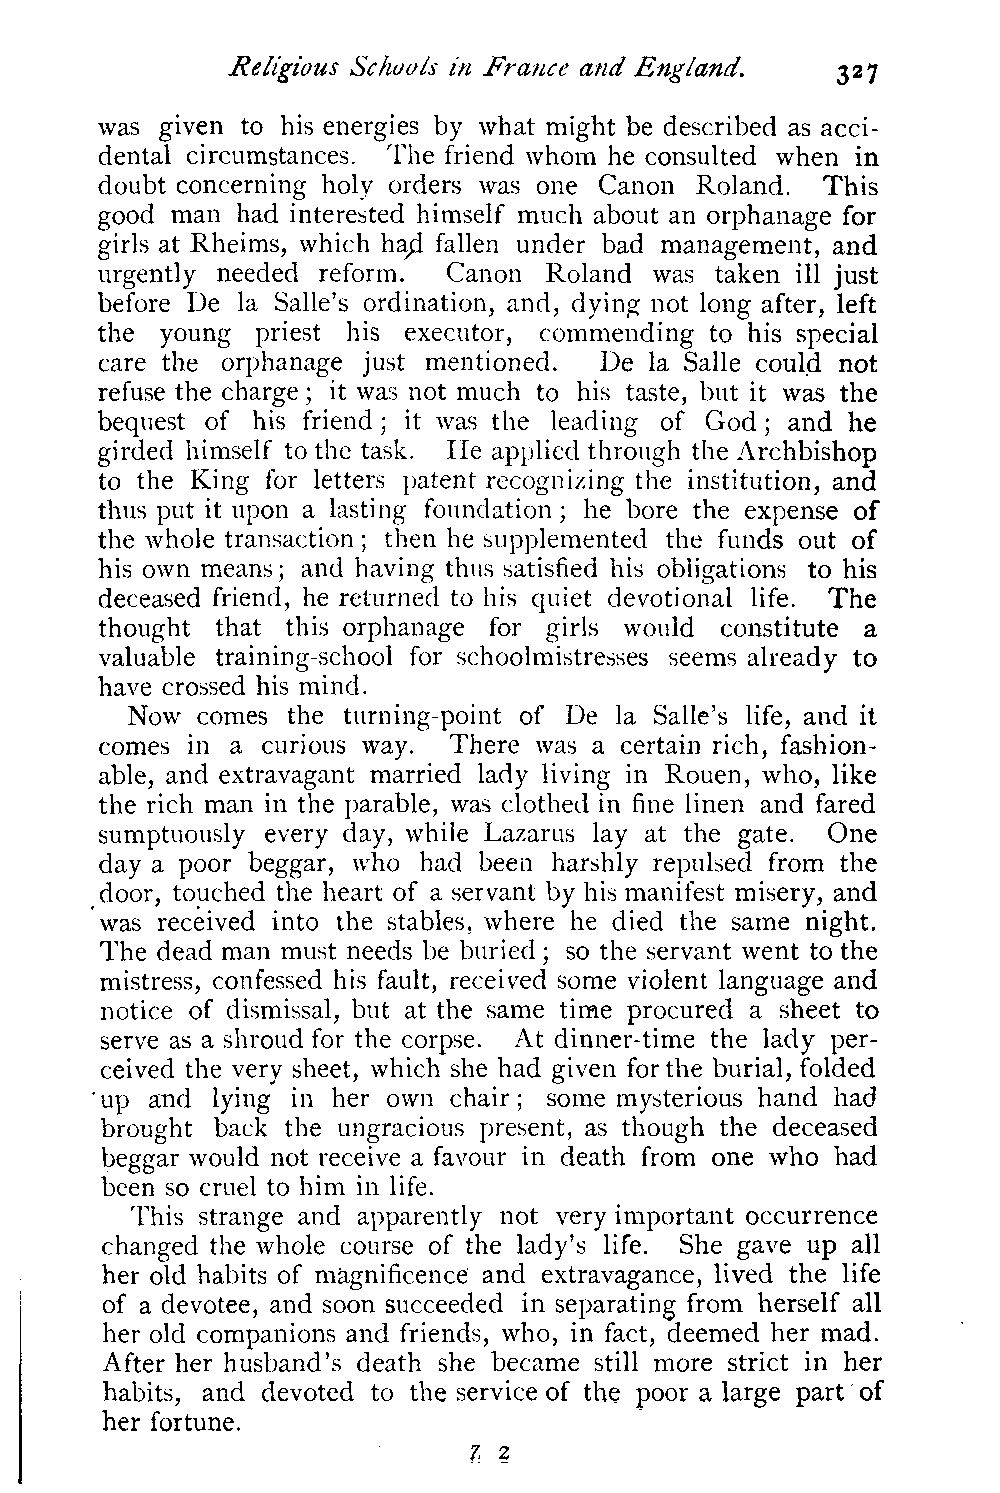 Religious Schools in France and England. 327
was given to his energies by what might be described as acci-
dental circumstances. The friend whom he consulted when in
doubt concerning holy orders was one Canon Roland. This
good man had interested himself much about an orphanage for
girls at Rheims, which had fallen under bad management, and
urgently needed reform. Canon Roland was taken ill just
before De la Salle's ordination, and, dying not long after, left
the young priest his executor, commending to his special
care the orphanage just mentioned. De la Salle could not
refuse the charge; it was not much to his taste, but it was the
bequest of his friend; it was the leading of God; and he
girded himself to the task. He applied through the Archbishop
to the King for letters patent recognizing the institution, and
thus put it upon a lasting foundation; he bore the expense of
the whole transaction; then he supplemented the funds out of
his own means; and having thus satisfied his obligations to his
deceased friend, he returned to his quiet devotional life. The
thought that this orphanage for girls would constitute a
valuable training-school for schoolmistresses seems already to
have crossed his mind.
Now comes the turning-point of De la Salle's life, and it
comes in a curious way. There was a certain rich, fashion-
able, and extravagant married lady living in Rouen, who, like
the rich man in the parable, was clothed in fine linen and fared
sumptuously every day, while Lazarus lay at the gate. One
day a poor beggar, who had been harshly repulsed from the
door, touched the heart of a servant by his manifest misery, and
was received into the stables, where he died the same night.
The dead man must needs be buried; so the servant went to the
mistress, confessed his fault, received some violent language and
notice of dismissal, but at the same time procured a sheet to
serve as a shroud for the corpse. At dinner-time the lady per-
ceived the very sheet, which she had given for the burial, folded
up and lying in her own chair; some mysterious hand had
brought back the ungracious present, as though the deceased
beggar would not receive a favour in death from one who had
been so cruel to him in life.
This strange and apparently not very important occurrence
changed the whole course of the lady's life. She gave up all
her old habits of magnificence and extravagance, lived the life
of a devotee, and soon succeeded in separating from herself all
her old companions and friends, who, in fact, deemed her mad.
After her husband's death she became still more strict in her
habits, and devoted to the service of the poor a large part of
her fortune.
Z 2